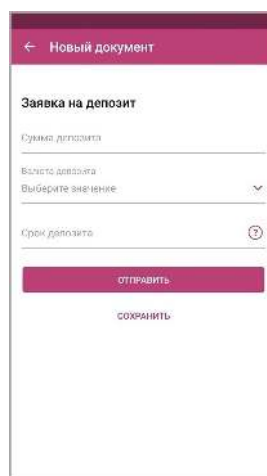 Новый документ
Заявка на депозит
Сумма депозита
Валюта депозита
Выберите значение
Срок депозита
ОТПРАВИТЬ
СОХРАНИТЬ